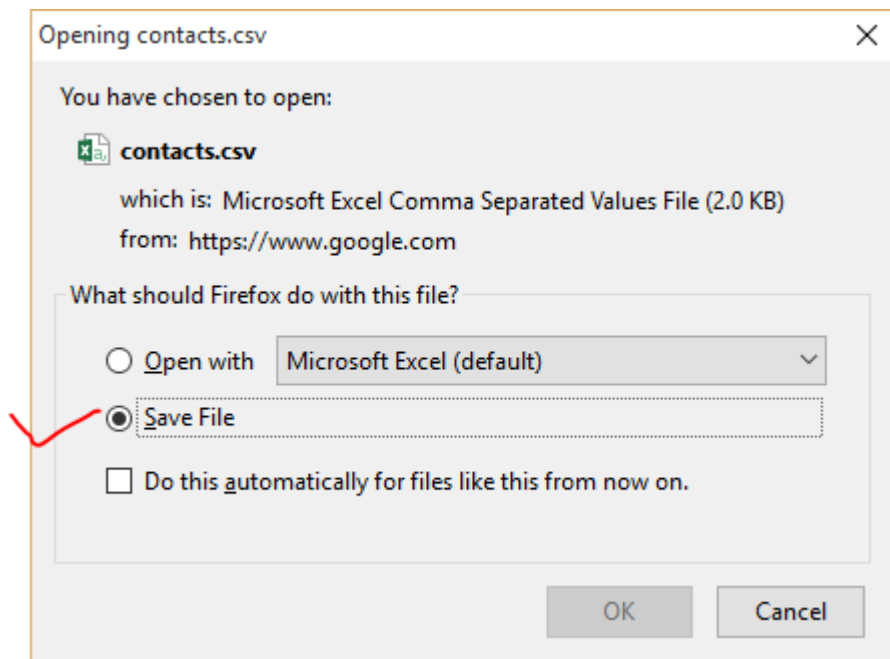 Opening contacts.csv
You have chosen to open:
contacts.csv
which is: Microsoft Excel Comma Separated Values File (2.0 KB)
from: https://www.google.com
What should Firefox do with this file?
Open with Microsoft Excel (default)
Save File
Do this automatically for files like this from now on.
OK Cancel